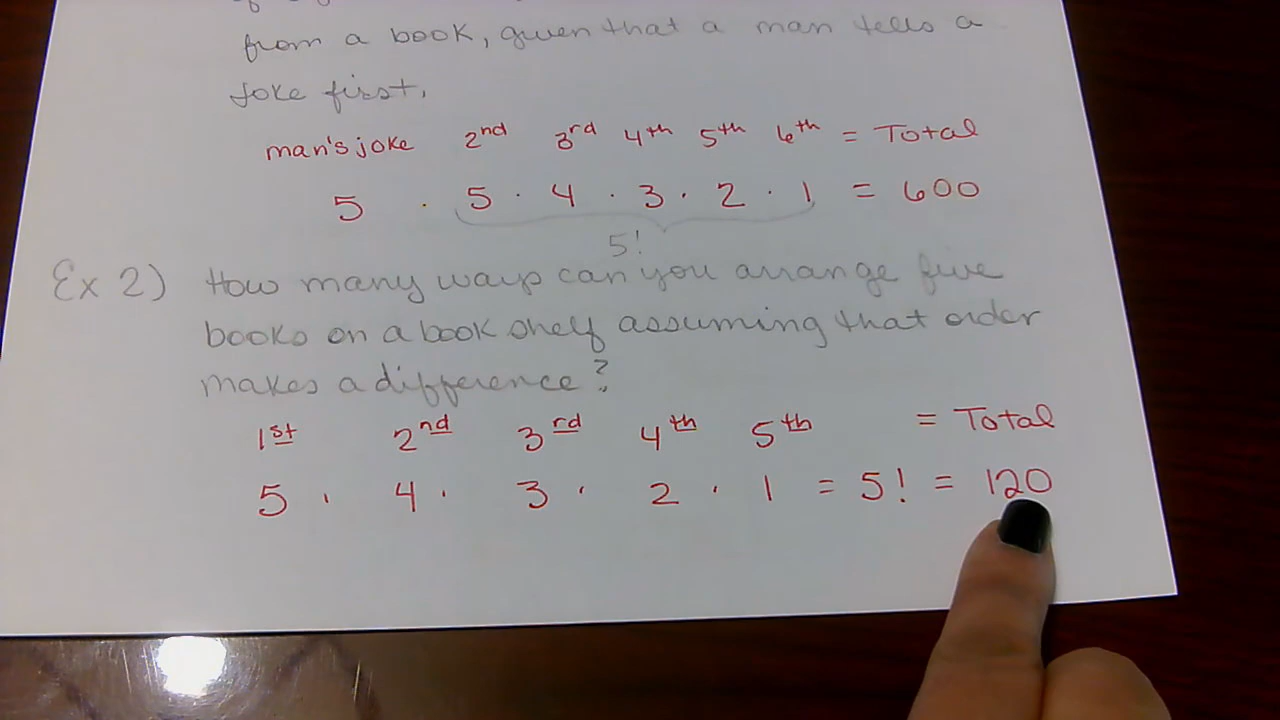 from a book, given that a man tells a
joke first.
man's joke 2nd 3rd 4th 5th 6th = Total
5 · 5 · 4 · 3 · 2 · 1 = 600
5!
Ex 2) How many ways can you arrange five
books on a book shelf assuming that order
makes a difference?
1st 2nd 3rd 4th 5th = Total
5 · 4 · 3 · 2 · 1 = 5! = 120